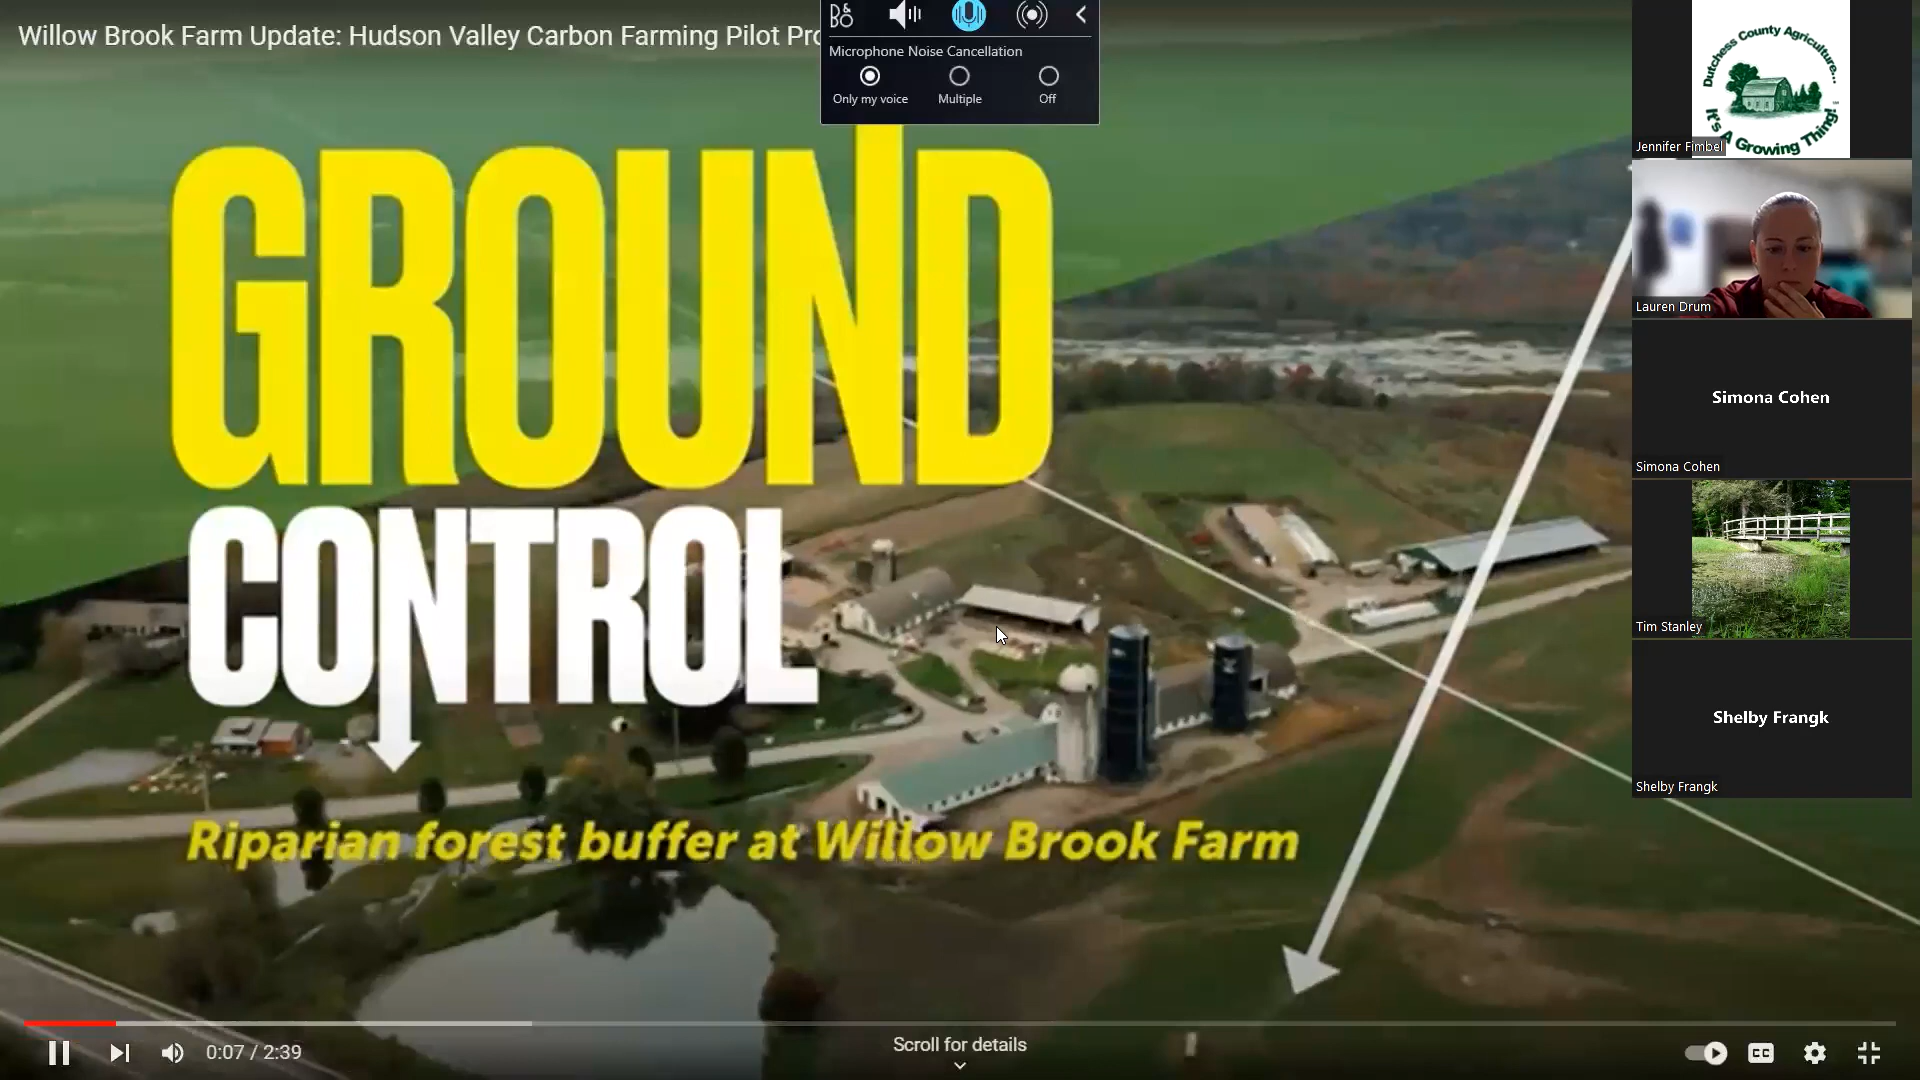 Willow Brook Farm Update: Hudson Valley Carbon Farming Pilot Pro
Microphone Noise Cancellation
Only my voice
Multiple
Off
GROUND
CONTROL
Riparian forest buffer at Willow Brook Farm
Dutchess County Agriculture...
It's A Growing Thing!
Jennifer Fimbel
Lauren Drum
Simona Cohen
Simona Cohen
Tim Stanley
Shelby Frangk
Shelby Frangk
0:07 / 2:39
Scroll for details
CC